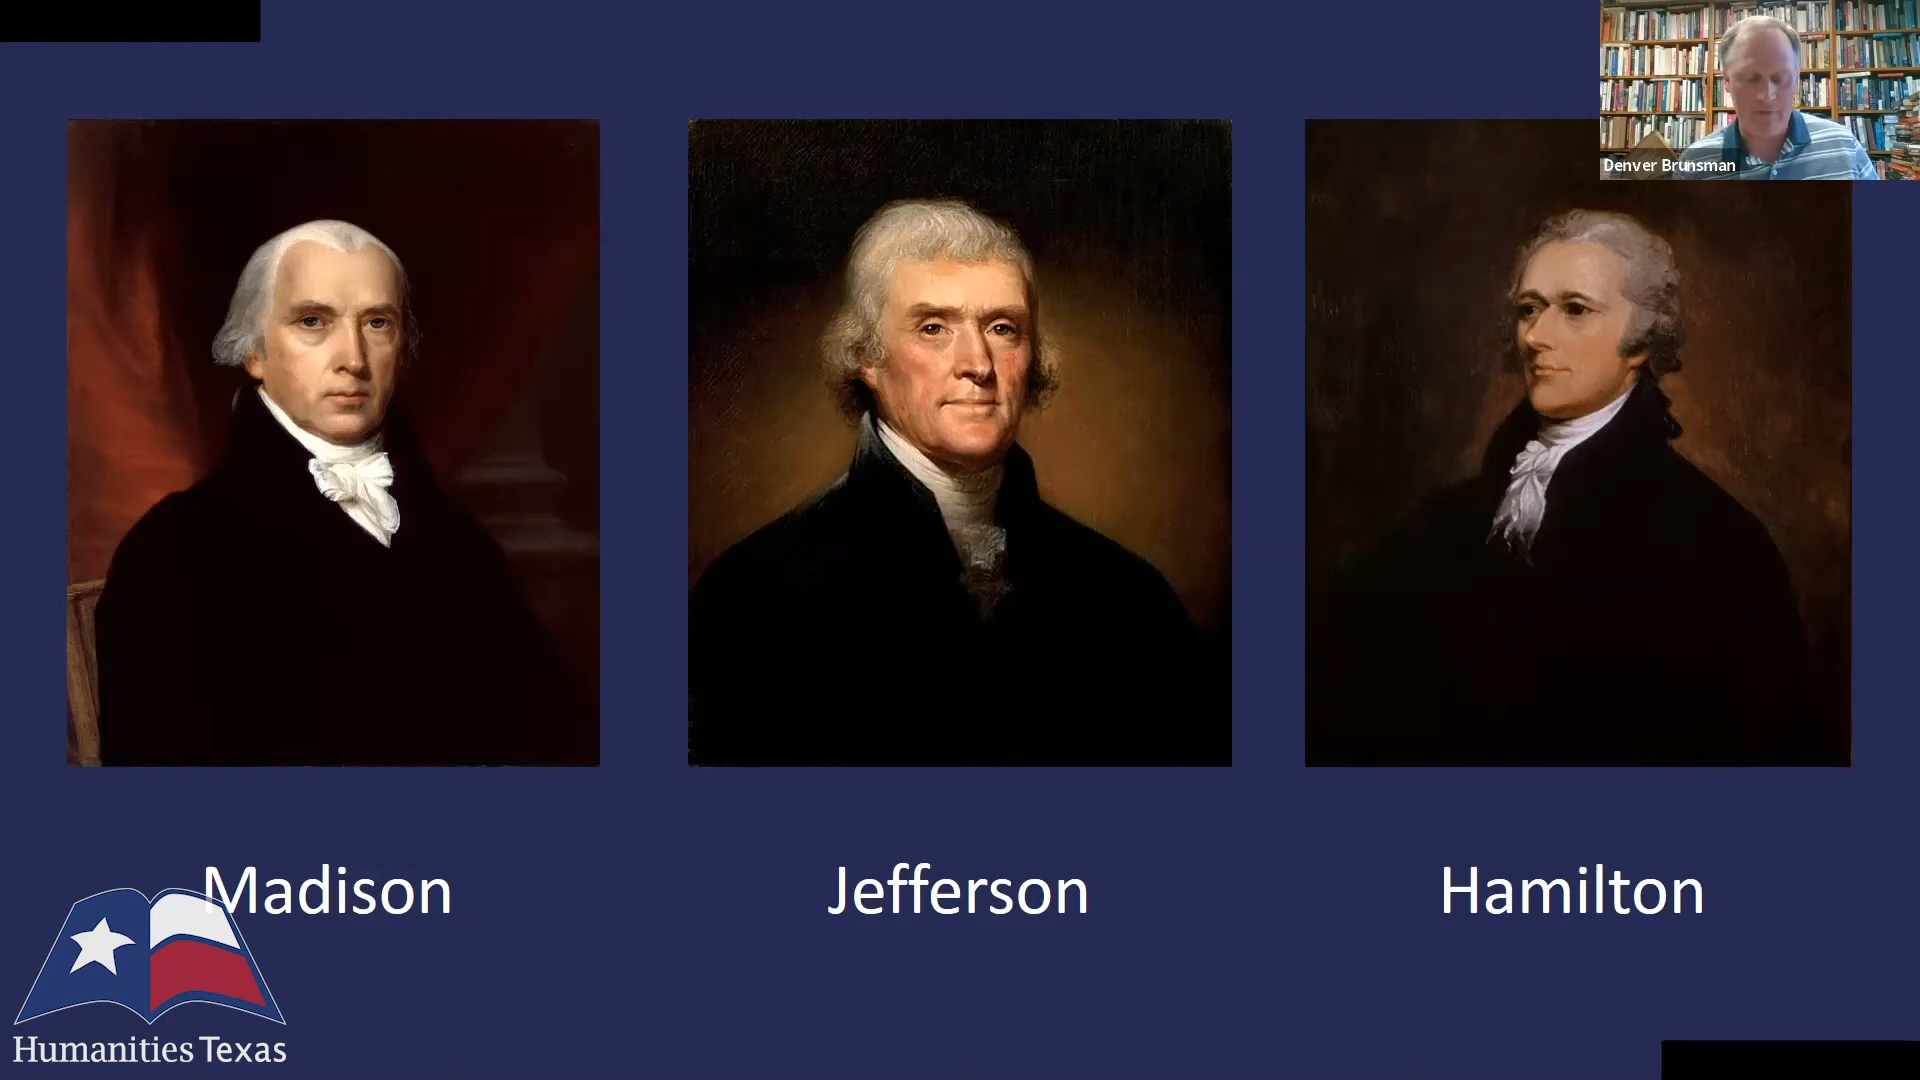 Denver Brunsman
Madison
Jefferson
Hamilton
Humanities Texas